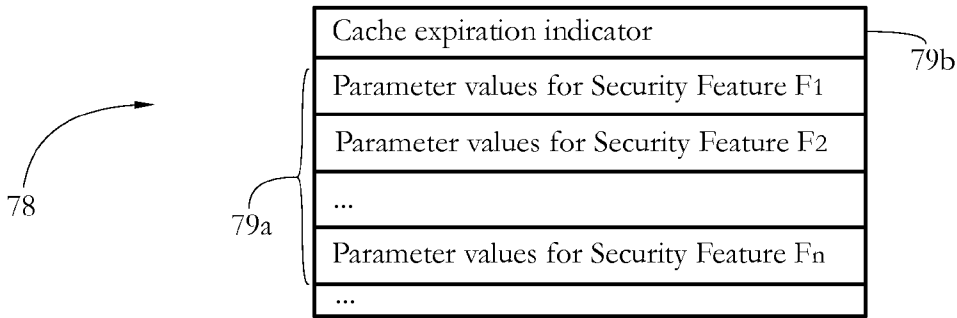 Cache expiration indicator
79b
Parameter values for Security Feature F1
Parameter values for Security Feature F2
78
79a
...
Parameter values for Security Feature Fn
...